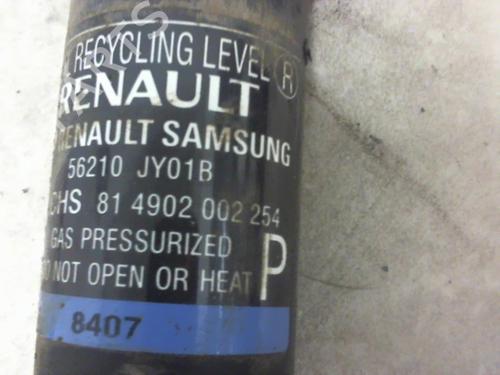 RECYCLING LEVEL R
RENAULT
RENAULT SAMSUNG
56210 JY01B
CHS 81 4902 002 254
GAS PRESSURIZED
NOT OPEN OR HEAT P
8407